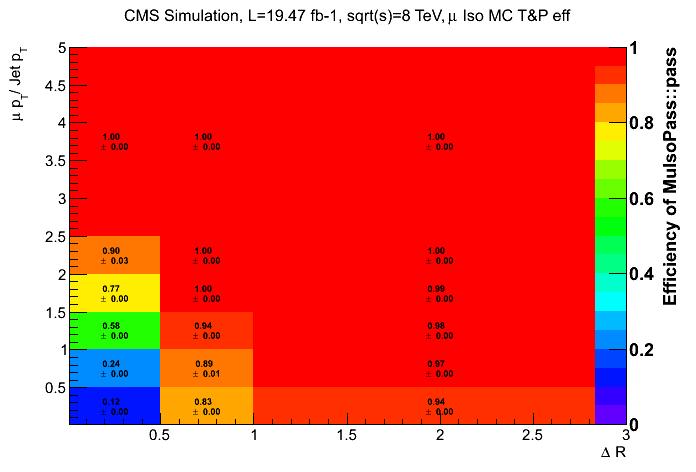 CMS Simulation, L=19.47 fb-1, sqrt(s)=8 TeV, μ Iso MC T&P eff
μ pT/ Jet pT
5
4.5
4
3.5
3
2.5
2
1.5
1
0.5
1.00 1.00 1.00
± 0.00 ± 0.00 ± 0.00
0.90 1.00 1.00
± 0.03 ± 0.00 ± 0.00
0.77 1.00 0.99
± 0.00 ± 0.00 ± 0.00
0.58 0.94 0.98
± 0.00 ± 0.00 ± 0.00
0.24 0.89 0.97
± 0.00 ± 0.01 ± 0.00
0.12 0.83 0.94
± 0.00 ± 0.00 ± 0.00
0.5 1 1.5 2 2.5 3
Δ R
1
0.8
0.6
0.4
0.2
0
Efficiency of MuIsoPass::pass